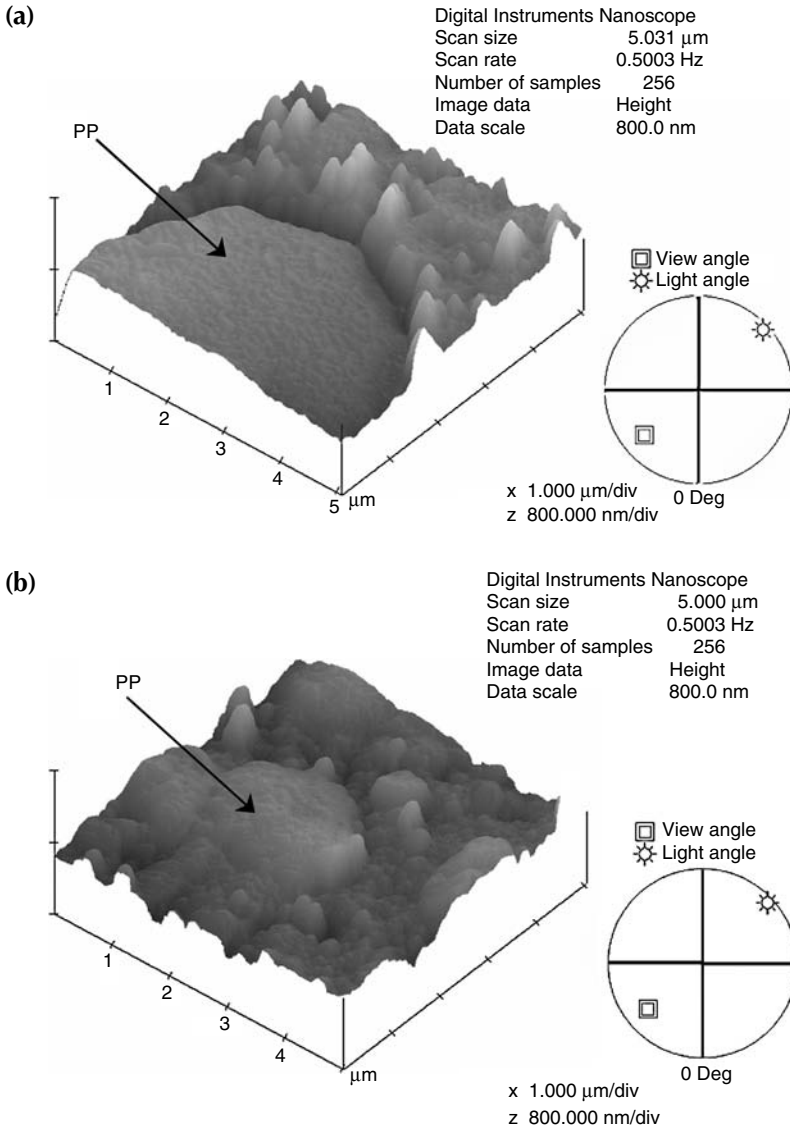 (a)
Digital Instruments Nanoscope
Scan size 5.031 μm
Scan rate 0.5003 Hz
Number of samples 256
Image data Height
Data scale 800.0 nm
PP
View angle
Light angle
1
2
3
4
5 μm
x 1.000 μm/div
z 800.000 nm/div
0 Deg
(b)
Digital Instruments Nanoscope
Scan size 5.000 μm
Scan rate 0.5003 Hz
Number of samples 256
Image data Height
Data scale 800.0 nm
PP
View angle
Light angle
1
2
3
4
μm
x 1.000 μm/div
z 800.000 nm/div
0 Deg